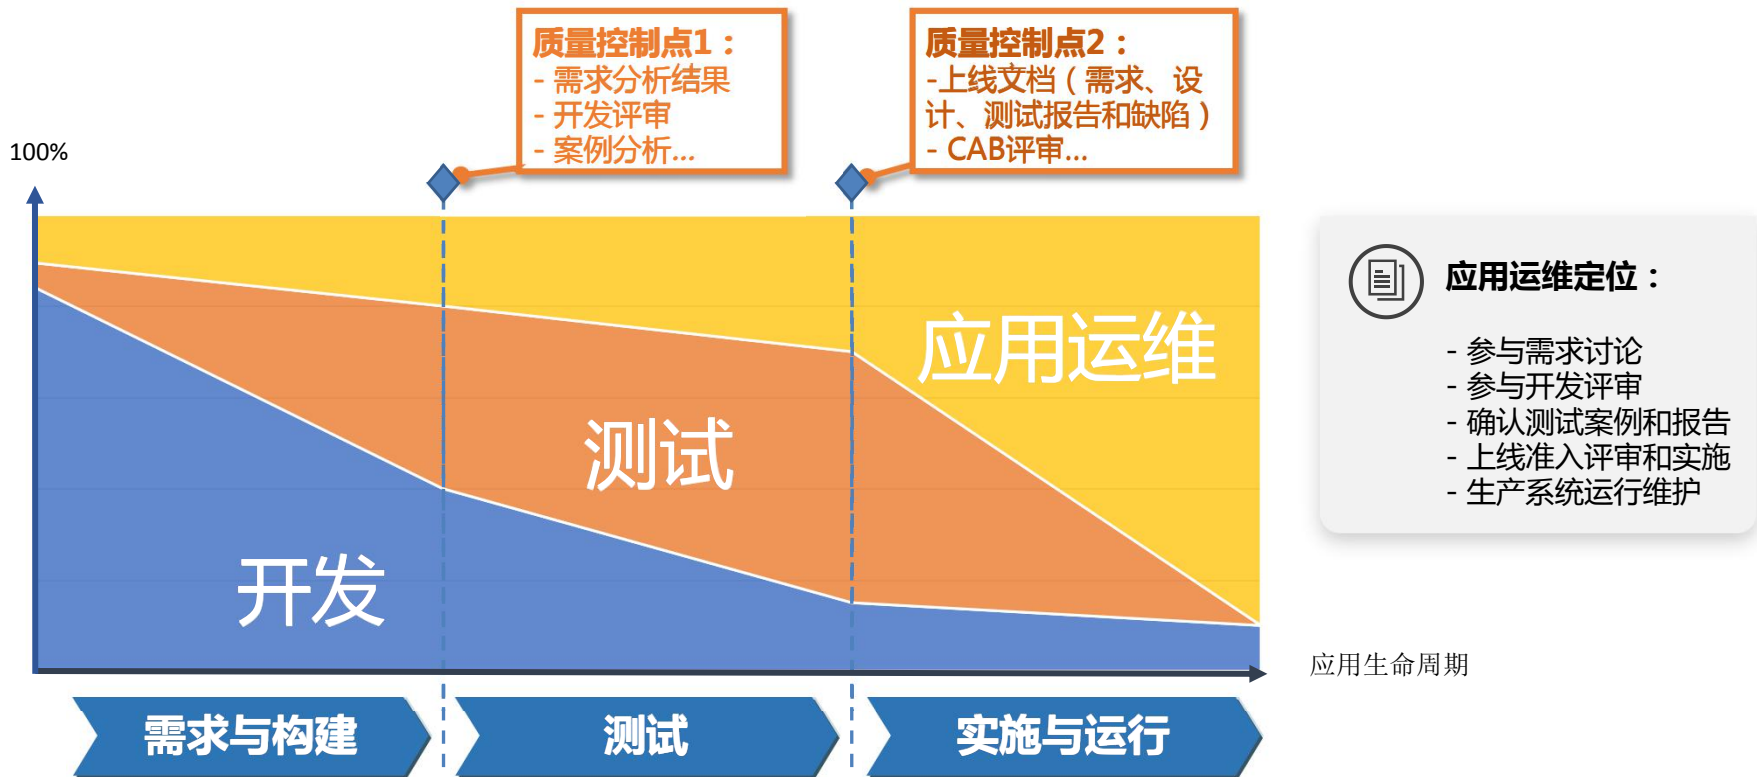 质量控制点1：
- 需求分析结果
- 开发评审
- 案例分析...
质量控制点2：
-上线文档（需求、设
计、测试报告和缺陷）
- CAB评审...
100%
应用运维
测试
开发
应用运维定位：
- 参与需求讨论
- 参与开发评审
- 确认测试案例和报告
- 上线准入评审和实施
- 生产系统运行维护
应用生命周期
需求与构建
测试
实施与运行